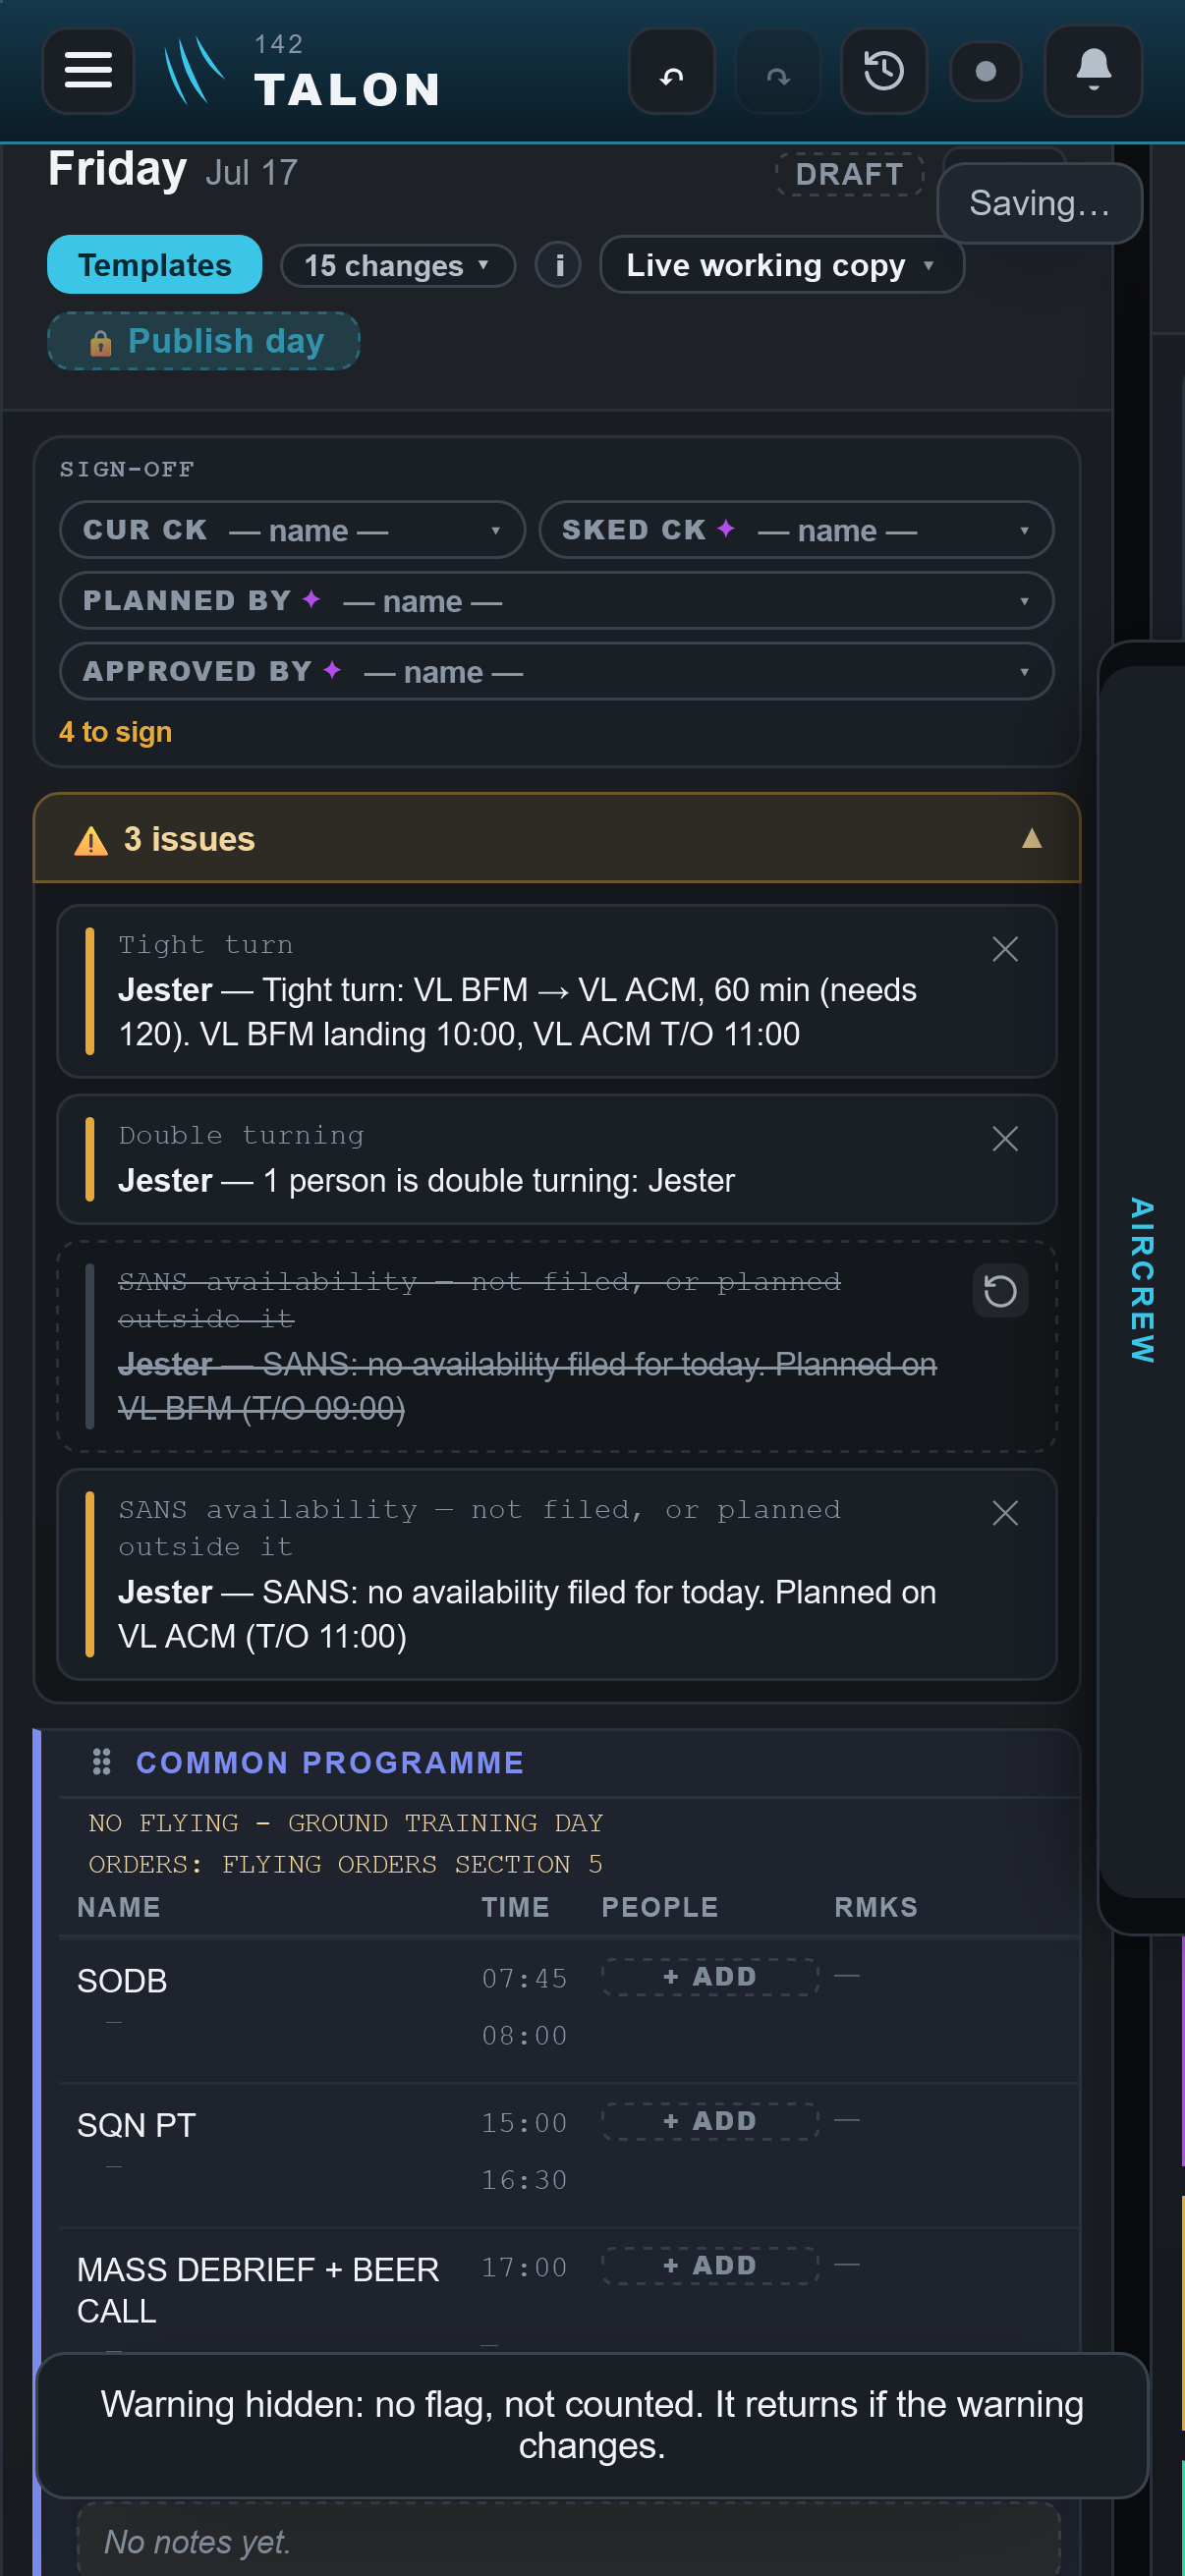 142
TALON
Friday Jul 17
DRAFT
Saving…
Templates
15 changes ▾
i
Live working copy ▾
Publish day
SIGN-OFF
CUR CK — name —
SKED CK ✦ — name —
PLANNED BY ✦ — name —
APPROVED BY ✦ — name —
4 to sign
3 issues
Tight turn
Jester — Tight turn: VL BFM → VL ACM, 60 min (needs
120). VL BFM landing 10:00, VL ACM T/O 11:00
Double turning
Jester — 1 person is double turning: Jester
SANS availability — not filed, or planned
outside it
Jester — SANS: no availability filed for today. Planned on
VL BFM (T/O 09:00)
SANS availability — not filed, or planned
outside it
Jester — SANS: no availability filed for today. Planned on
VL ACM (T/O 11:00)
AIRCREW
COMMON PROGRAMME
NO FLYING - GROUND TRAINING DAY
ORDERS: FLYING ORDERS SECTION 5
NAME TIME PEOPLE RMKS
SODB 07:45 + ADD —
— 08:00
SQN PT 15:00 + ADD —
— 16:30
MASS DEBRIEF + BEER 17:00 + ADD —
CALL
— —
Warning hidden: no flag, not counted. It returns if the warning
changes.
No notes yet.